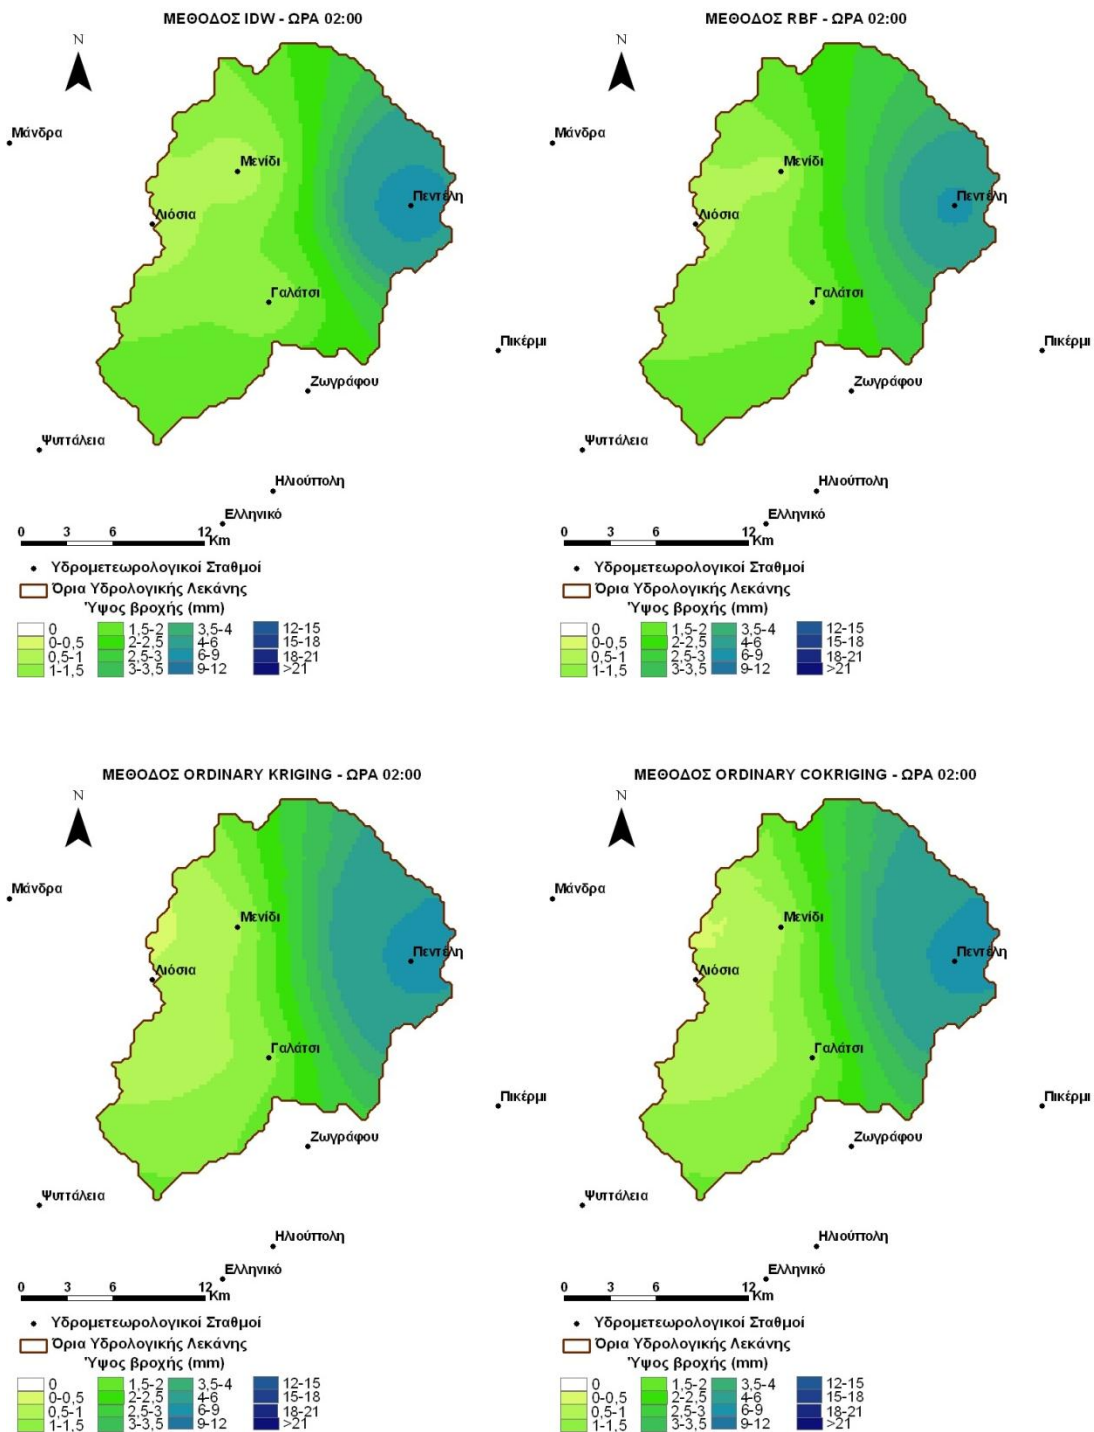 ΜΕΘΟΔΟΣ IDW - ΩΡΑ 02:00
N
Μάνδρα
Μενίδι
Πεντέλη
Λιόσια
Γαλάτσι
Πικέρμι
Ζωγράφου
Ψυττάλεια
Ηλιούπολη
Ελληνικό
0 3 6 12
Km
Υδρομετεωρολογικοί Σταθμοί
Όρια Υδρολογικής Λεκάνης
Ύψος βροχής (mm)
0 1,5-2 3,5-4 12-15
0-0,5 2-2,5 4-6 15-18
0,5-1 2.5-3 6-9 18-21
1-1,5 3-3,5 9-12 >21
ΜΕΘΟΔΟΣ RBF - ΩΡΑ 02:00
N
Μάνδρα
Μενίδι
Πεντέλη
Λιόσια
Γαλάτσι
Πικέρμι
Ζωγράφου
Ψυττάλεια
Ηλιούπολη
Ελληνικό
0 3 6 12
Km
Υδρομετεωρολογικοί Σταθμοί
Όρια Υδρολογικής Λεκάνης
Ύψος βροχής (mm)
0 1,5-2 3,5-4 12-15
0-0,5 2-2,5 4-6 15-18
0,5-1 2.5-3 6-9 18-21
1-1,5 3-3,5 9-12 >21
ΜΕΘΟΔΟΣ ORDINARY KRIGING - ΩΡΑ 02:00
N
Μάνδρα
Μενίδι
Πεντέλη
Λιόσια
Γαλάτσι
Πικέρμι
Ζωγράφου
Ψυττάλεια
Ηλιούπολη
Ελληνικό
0 3 6 12
Km
Υδρομετεωρολογικοί Σταθμοί
Όρια Υδρολογικής Λεκάνης
Ύψος βροχής (mm)
0 1,5-2 3,5-4 12-15
0-0,5 2-2,5 4-6 15-18
0,5-1 2.5-3 6-9 18-21
1-1,5 3-3,5 9-12 >21
ΜΕΘΟΔΟΣ ORDINARY COKRIGING - ΩΡΑ 02:00
N
Μάνδρα
Μενίδι
Πεντέλη
Λιόσια
Γαλάτσι
Πικέρμι
Ζωγράφου
Ψυττάλεια
Ηλιούπολη
Ελληνικό
0 3 6 12
Km
Υδρομετεωρολογικοί Σταθμοί
Όρια Υδρολογικής Λεκάνης
Ύψος βροχής (mm)
0 1,5-2 3,5-4 12-15
0-0,5 2-2,5 4-6 15-18
0,5-1 2.5-3 6-9 18-21
1-1,5 3-3,5 9-12 >21